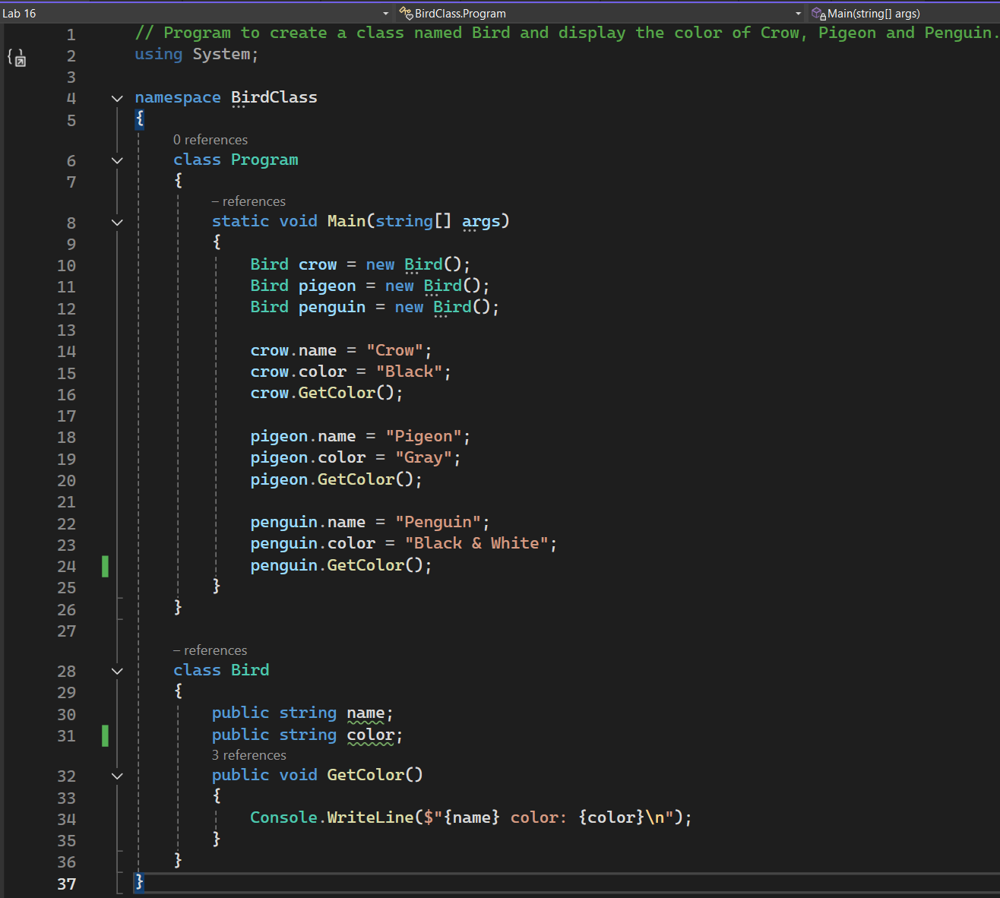 Lab 16 BirdClass.Program Main(string[] args)
1 // Program to create a class named Bird and display the color of Crow, Pigeon and Penguin.
2 using System;
3
4 namespace BirdClass
5 {
0 references
6 class Program
7 {
– references
8 static void Main(string[] args)
9 {
10 Bird crow = new Bird();
11 Bird pigeon = new Bird();
12 Bird penguin = new Bird();
13
14 crow.name = "Crow";
15 crow.color = "Black";
16 crow.GetColor();
17
18 pigeon.name = "Pigeon";
19 pigeon.color = "Gray";
20 pigeon.GetColor();
21
22 penguin.name = "Penguin";
23 penguin.color = "Black & White";
24 penguin.GetColor();
25 }
26 }
27
– references
28 class Bird
29 {
30 public string name;
31 public string color;
3 references
32 public void GetColor()
33 {
34 Console.WriteLine($"{name} color: {color}\n");
35 }
36 }
37 }